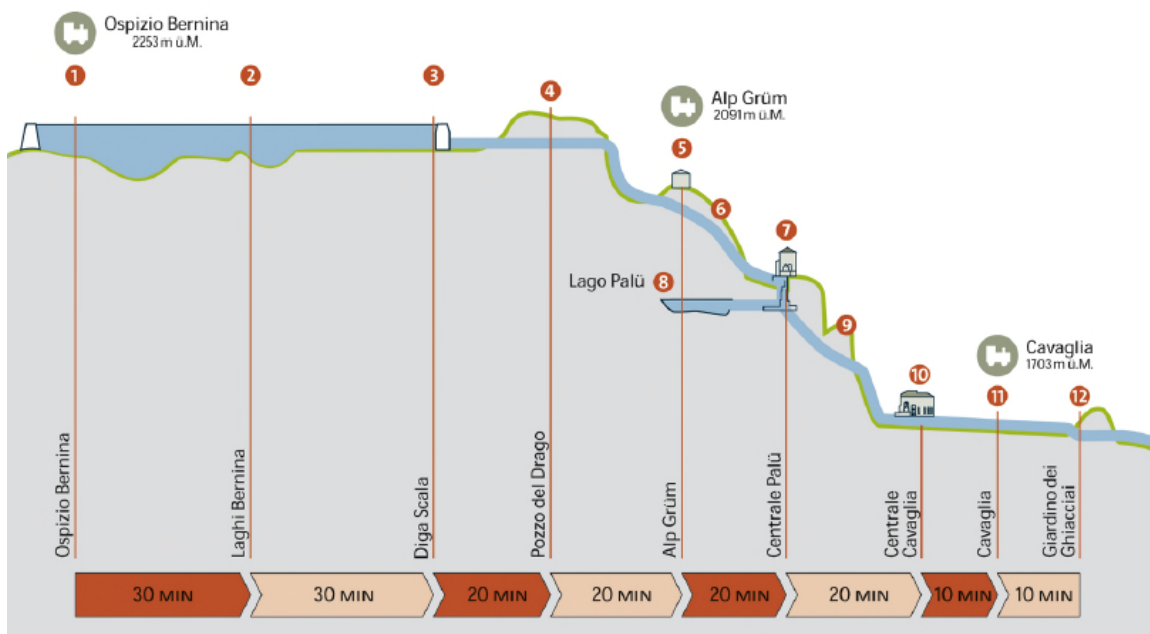 Ospizio Bernina
2253 m ü.M.
1
2
3
4
Alp Grüm
2091 m ü.M.
5
6
7
Lago Palü 8
9
Cavaglia
1703 m ü.M.
10
11
12
Ospizio Bernina
Laghi Bernina
Diga Scala
Pozzo del Drago
Alp Grüm
Centrale Palü
Centrale
Cavaglia
Cavaglia
Giardino dei
Ghiacciai
30 MIN
30 MIN
20 MIN
20 MIN
20 MIN
20 MIN
10 MIN
10 MIN